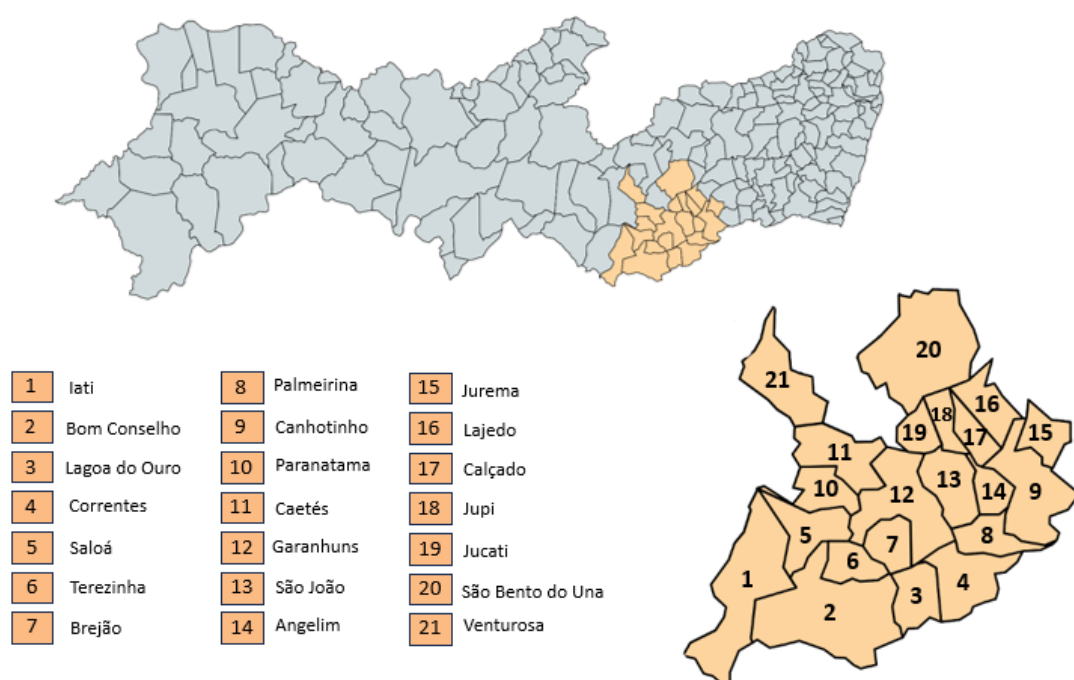 1 Iati
2 Bom Conselho
3 Lagoa do Ouro
4 Correntes
5 Saloá
6 Terezinha
7 Brejão
8 Palmeirina
9 Canhotinho
10 Paranatama
11 Caetés
12 Garanhuns
13 São João
14 Angelim
15 Jurema
16 Lajedo
17 Calçado
18 Jupi
19 Jucati
20 São Bento do Una
21 Venturosa
20
21
16
18
19
17
15
11
13
10
12
14
9
5
7
8
6
1
4
3
2